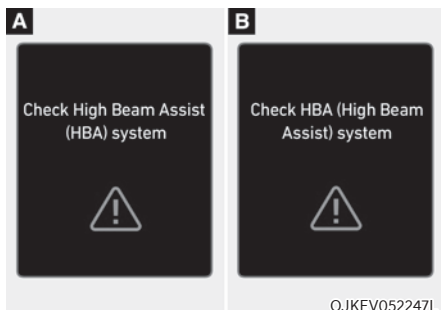 A
Check High Beam Assist
(HBA) system
B
Check HBA (High Beam
Assist) system
OJKEV052247L